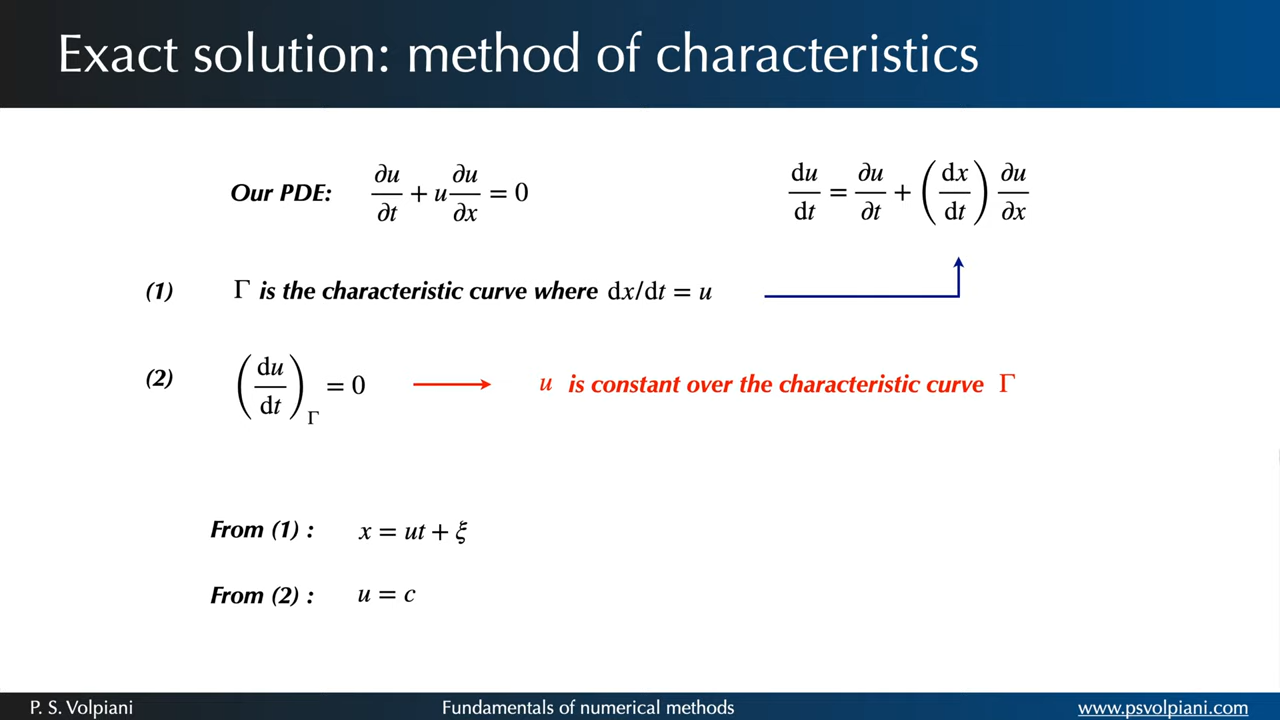 Exact solution: method of characteristics
Our PDE: ∂u/∂t + u ∂u/∂x = 0
du/dt = ∂u/∂t + (dx/dt) ∂u/∂x
(1) Γ is the characteristic curve where dx/dt = u
(2) (du/dt)_Γ = 0 → u is constant over the characteristic curve Γ
From (1) : x = ut + ξ
From (2) : u = c
P. S. Volpiani Fundamentals of numerical methods www.psvolpiani.com